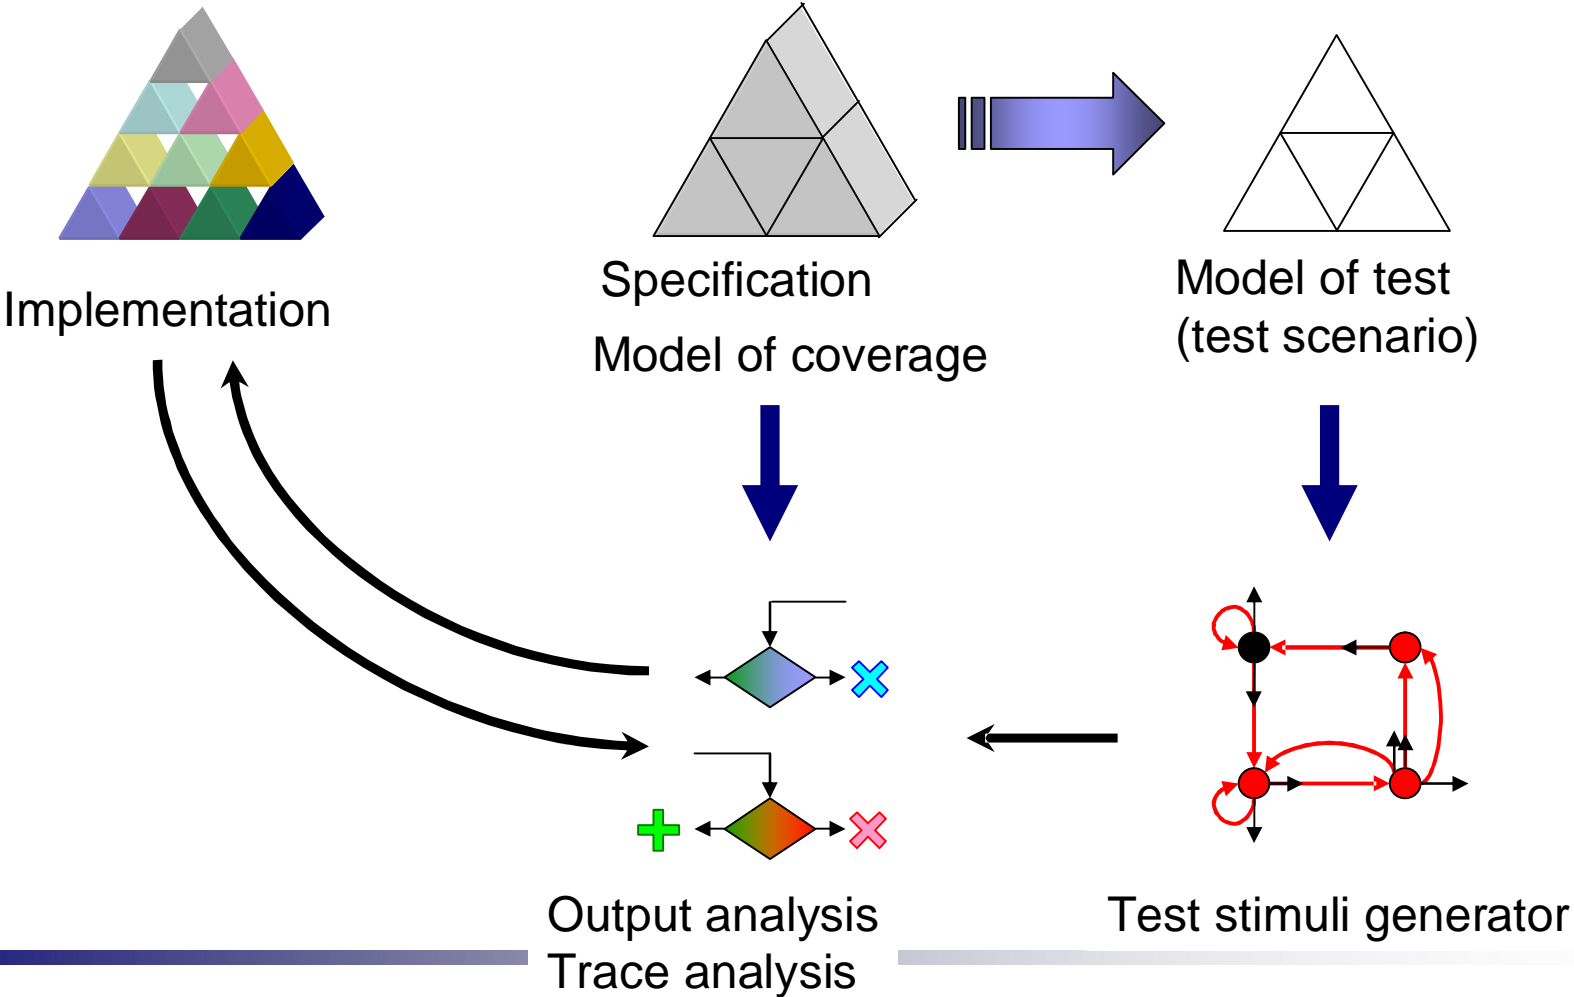 Implementation
Specification
Model of coverage
Model of test
(test scenario)
Output analysis
Trace analysis
Test stimuli generator